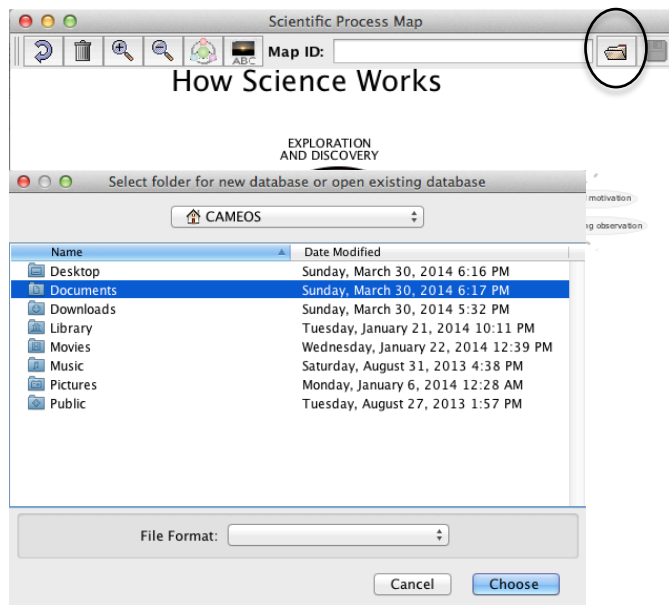 Scientific Process Map
ABC Map ID:
How Science Works
EXPLORATION
AND DISCOVERY
Select folder for new database or open existing database
motivation
CAMEOS
ng observation
Name Date Modified
Desktop Sunday, March 30, 2014 6:16 PM
Documents Sunday, March 30, 2014 6:17 PM
Downloads Sunday, March 30, 2014 5:32 PM
Library Tuesday, January 21, 2014 10:11 PM
Movies Wednesday, January 22, 2014 12:39 PM
Music Saturday, August 31, 2013 4:38 PM
Pictures Monday, January 6, 2014 12:28 AM
Public Tuesday, August 27, 2013 1:57 PM
File Format:
Cancel Choose